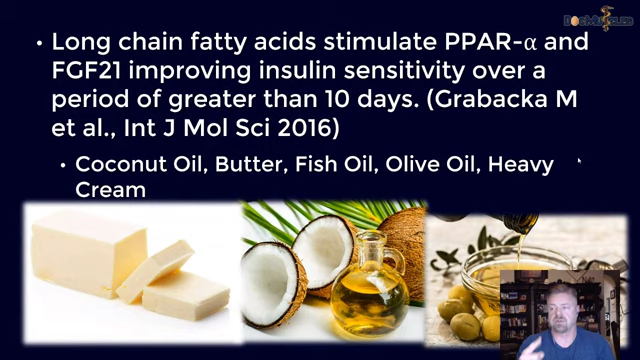 • Long chain fatty acids stimulate PPAR-α and
FGF21 improving insulin sensitivity over a
period of greater than 10 days. (Grabacka M
et al., Int J Mol Sci 2016)
• Coconut Oil, Butter, Fish Oil, Olive Oil, Heavy
Cream